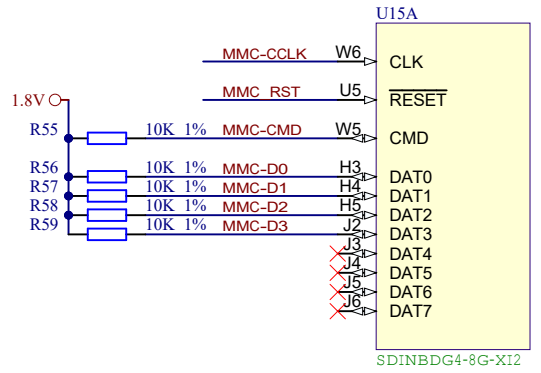 U15A
MMC-CCLK W6 CLK
MMC_RST U5 RESET
1.8V
R55 10K 1% MMC-CMD W5 CMD
R56 10K 1% MMC-D0 H3 DAT0
R57 10K 1% MMC-D1 H4 DAT1
R58 10K 1% MMC-D2 H5 DAT2
R59 10K 1% MMC-D3 J2 DAT3
J3 DAT4
J4 DAT5
J5 DAT6
J6 DAT7
SDINBDG4-8G-XI2